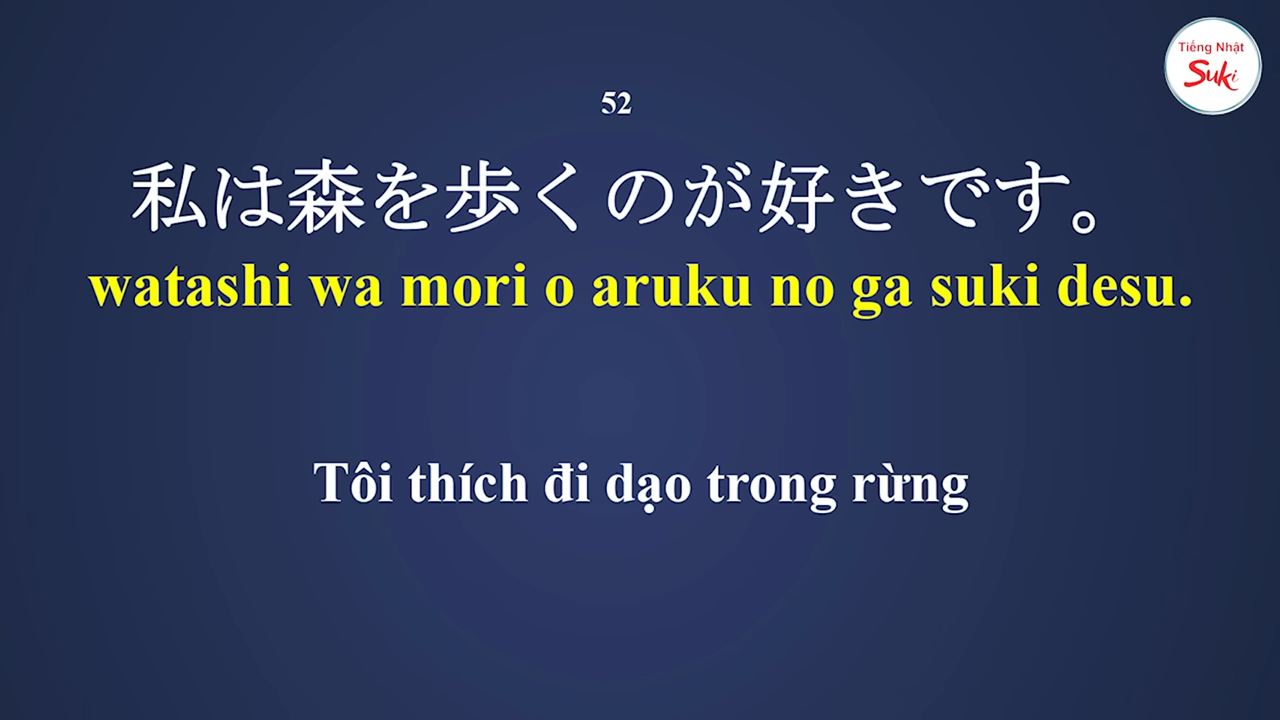 Tiếng Nhật
Suki
52
私は森を歩くのが好きです。
watashi wa mori o aruku no ga suki desu.
Tôi thích đi dạo trong rừng